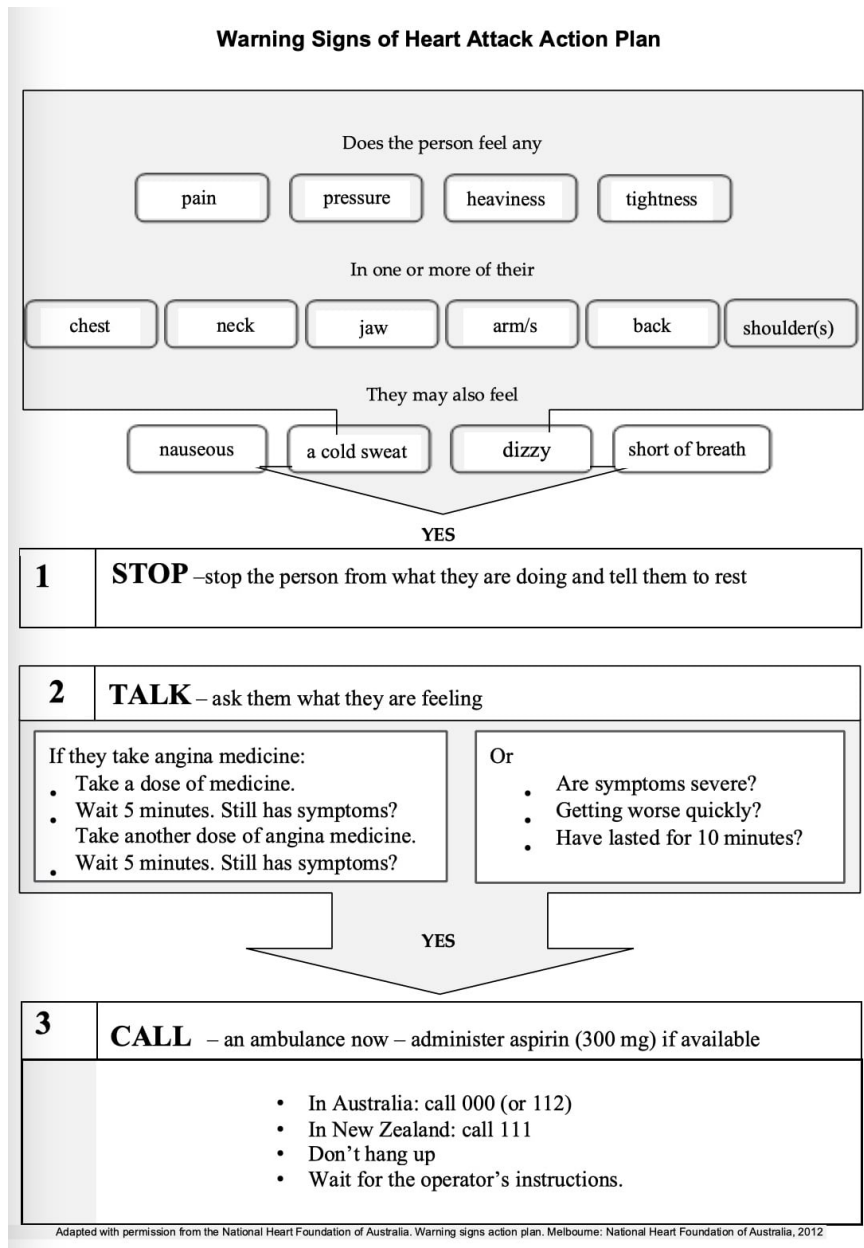 Warning Signs of Heart Attack Action Plan
Does the person feel any
pain pressure heaviness tightness
In one or more of their
chest neck jaw arm/s back shoulder(s)
They may also feel
nauseous a cold sweat dizzy short of breath
YES
1 STOP –stop the person from what they are doing and tell them to rest
2 TALK – ask them what they are feeling
If they take angina medicine:
• Take a dose of medicine.
• Wait 5 minutes. Still has symptoms?
Take another dose of angina medicine.
• Wait 5 minutes. Still has symptoms?
Or
• Are symptoms severe?
• Getting worse quickly?
• Have lasted for 10 minutes?
YES
3 CALL – an ambulance now – administer aspirin (300 mg) if available
• In Australia: call 000 (or 112)
• In New Zealand: call 111
• Don’t hang up
• Wait for the operator’s instructions.
Adapted with permission from the National Heart Foundation of Australia. Warning signs action plan. Melbourne: National Heart Foundation of Australia, 2012